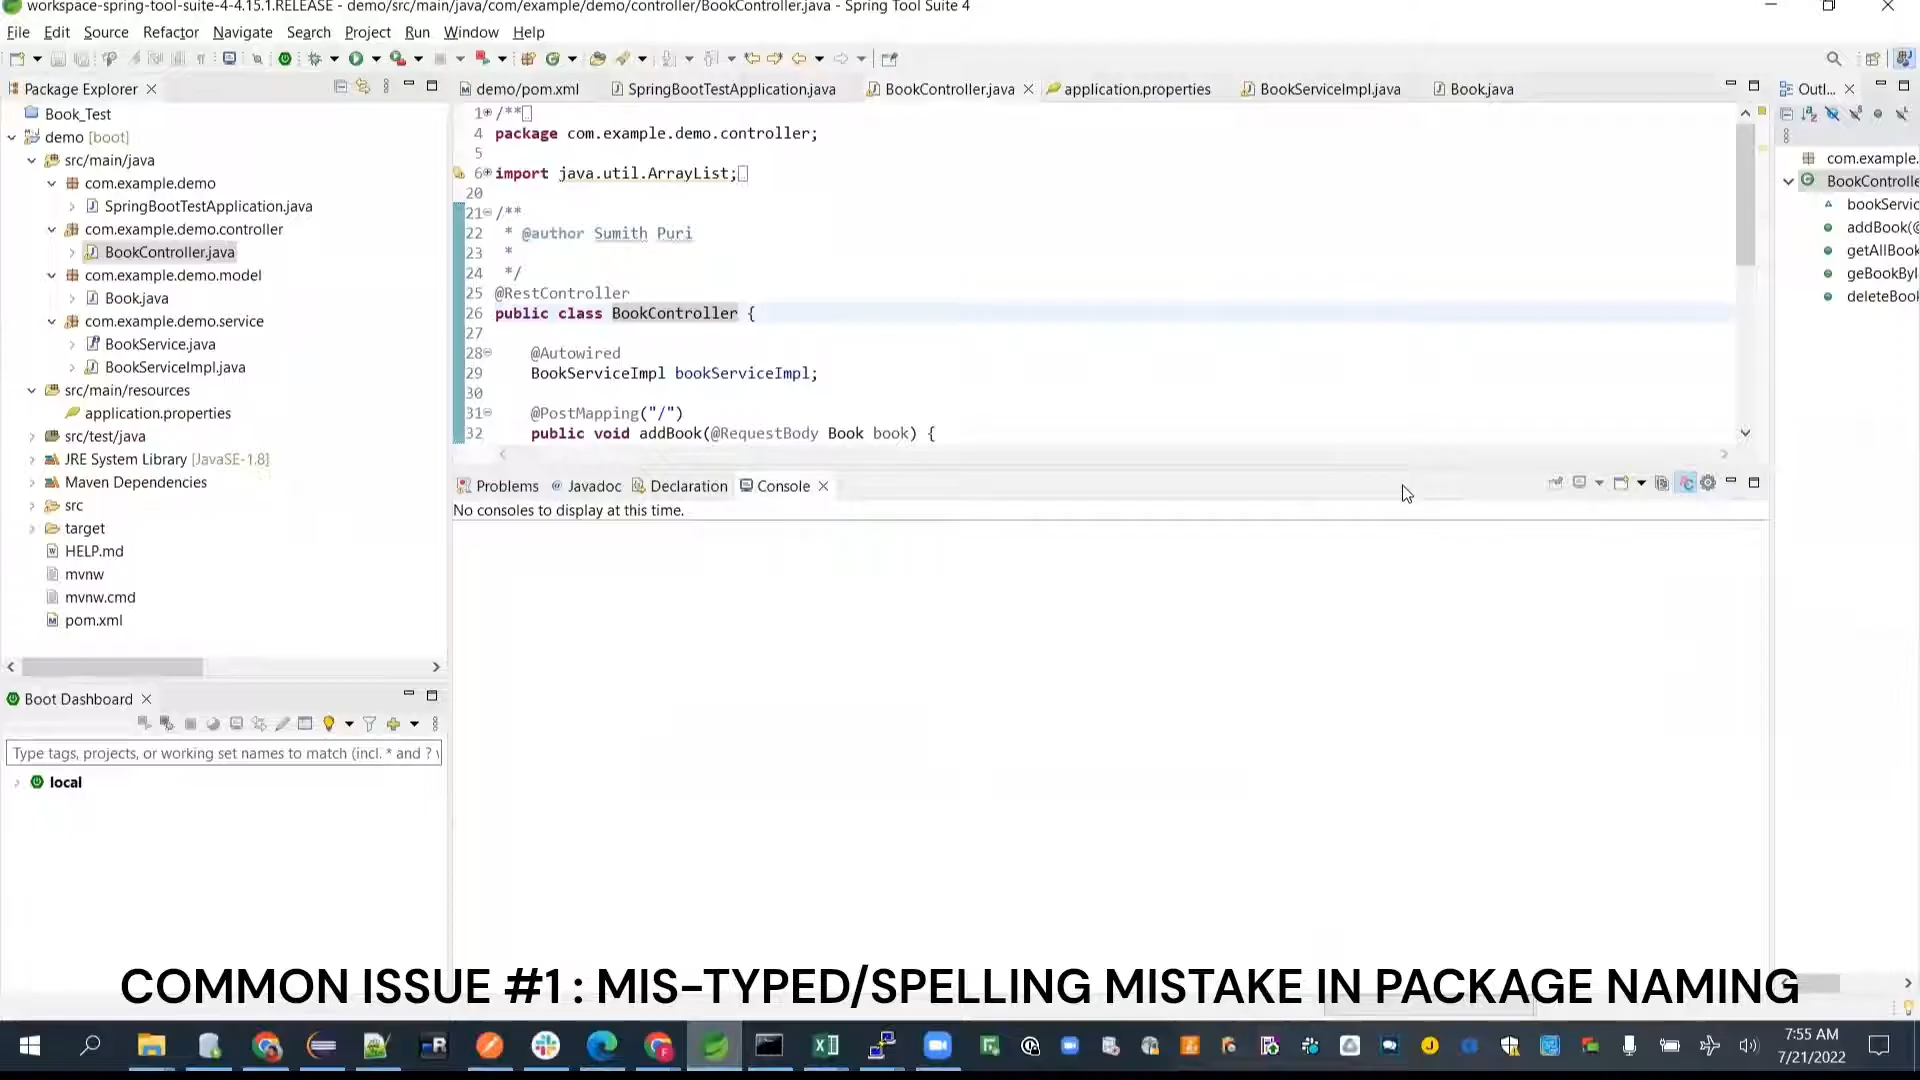 workspace-spring-tool-suite-4-4.15.1.RELEASE - demo/src/main/java/com/example/demo/controller/BookController.java - Spring Tool Suite 4
File Edit Source Refactor Navigate Search Project Run Window Help
Package Explorer
Book_Test
demo [boot]
src/main/java
com.example.demo
SpringBootTestApplication.java
com.example.demo.controller
BookController.java
com.example.demo.model
Book.java
com.example.demo.service
BookService.java
BookServiceImpl.java
src/main/resources
application.properties
src/test/java
JRE System Library [JavaSE-1.8]
Maven Dependencies
src
target
HELP.md
mvnw
mvnw.cmd
pom.xml
demo/pom.xml SpringBootTestApplication.java BookController.java application.properties BookServiceImpl.java Book.java
1 /**
4 package com.example.demo.controller;
5
6 import java.util.ArrayList;
20
21 /**
22 * @author Sumith Puri
23 *
24 */
25 @RestController
26 public class BookController {
27
28 @Autowired
29 BookServiceImpl bookServiceImpl;
30
31 @PostMapping("/")
32 public void addBook(@RequestBody Book book) {
Outl...
com.example.
BookControlle
bookServic
addBook(@
getAllBook
geBookByI
deleteBoo
Problems Javadoc Declaration Console
No consoles to display at this time.
Boot Dashboard
Type tags, projects, or working set names to match (incl. * and ?
local
COMMON ISSUE #1 : MIS-TYPED/SPELLING MISTAKE IN PACKAGE NAMING
7:55 AM
7/21/2022